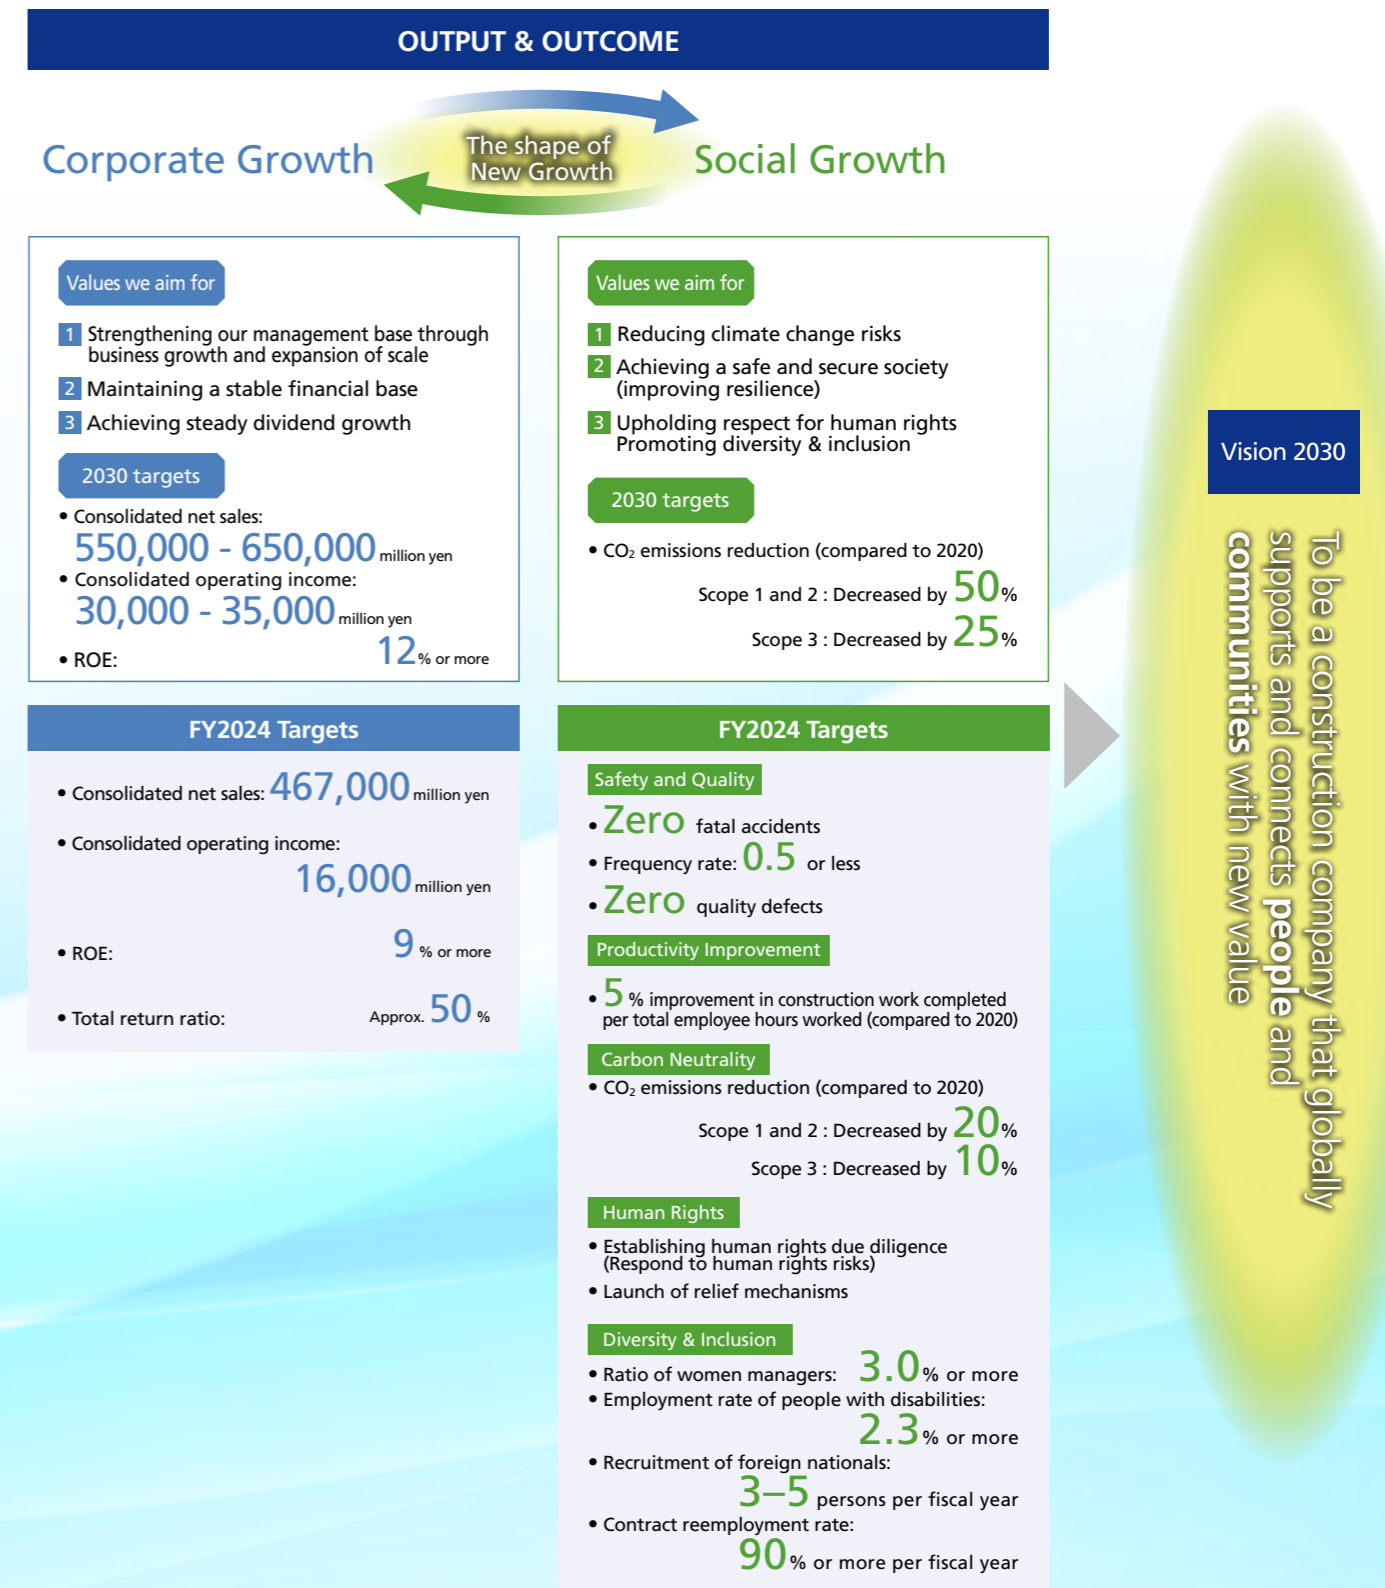 OUTPUT & OUTCOME
Corporate Growth
The shape of
New Growth
Social Growth
Values we aim for
1 Strengthening our management base through
business growth and expansion of scale
2 Maintaining a stable financial base
3 Achieving steady dividend growth
2030 targets
• Consolidated net sales:
550,000 - 650,000 million yen
• Consolidated operating income:
30,000 - 35,000 million yen
• ROE: 12% or more
FY2024 Targets
• Consolidated net sales: 467,000 million yen
• Consolidated operating income:
16,000 million yen
• ROE: 9 % or more
• Total return ratio: Approx. 50 %
Values we aim for
1 Reducing climate change risks
2 Achieving a safe and secure society
(improving resilience)
3 Upholding respect for human rights
Promoting diversity & inclusion
2030 targets
• CO₂ emissions reduction (compared to 2020)
Scope 1 and 2 : Decreased by 50%
Scope 3 : Decreased by 25%
FY2024 Targets
Safety and Quality
• Zero fatal accidents
• Frequency rate: 0.5 or less
• Zero quality defects
Productivity Improvement
• 5 % improvement in construction work completed
per total employee hours worked (compared to 2020)
Carbon Neutrality
• CO₂ emissions reduction (compared to 2020)
Scope 1 and 2 : Decreased by 20%
Scope 3 : Decreased by 10%
Human Rights
• Establishing human rights due diligence
(Respond to human rights risks)
• Launch of relief mechanisms
Diversity & Inclusion
• Ratio of women managers: 3.0% or more
• Employment rate of people with disabilities:
2.3% or more
• Recruitment of foreign nationals:
3–5 persons per fiscal year
• Contract reemployment rate:
90% or more per fiscal year
Vision 2030
To be a construction company that globally
supports and connects people and
communities with new value